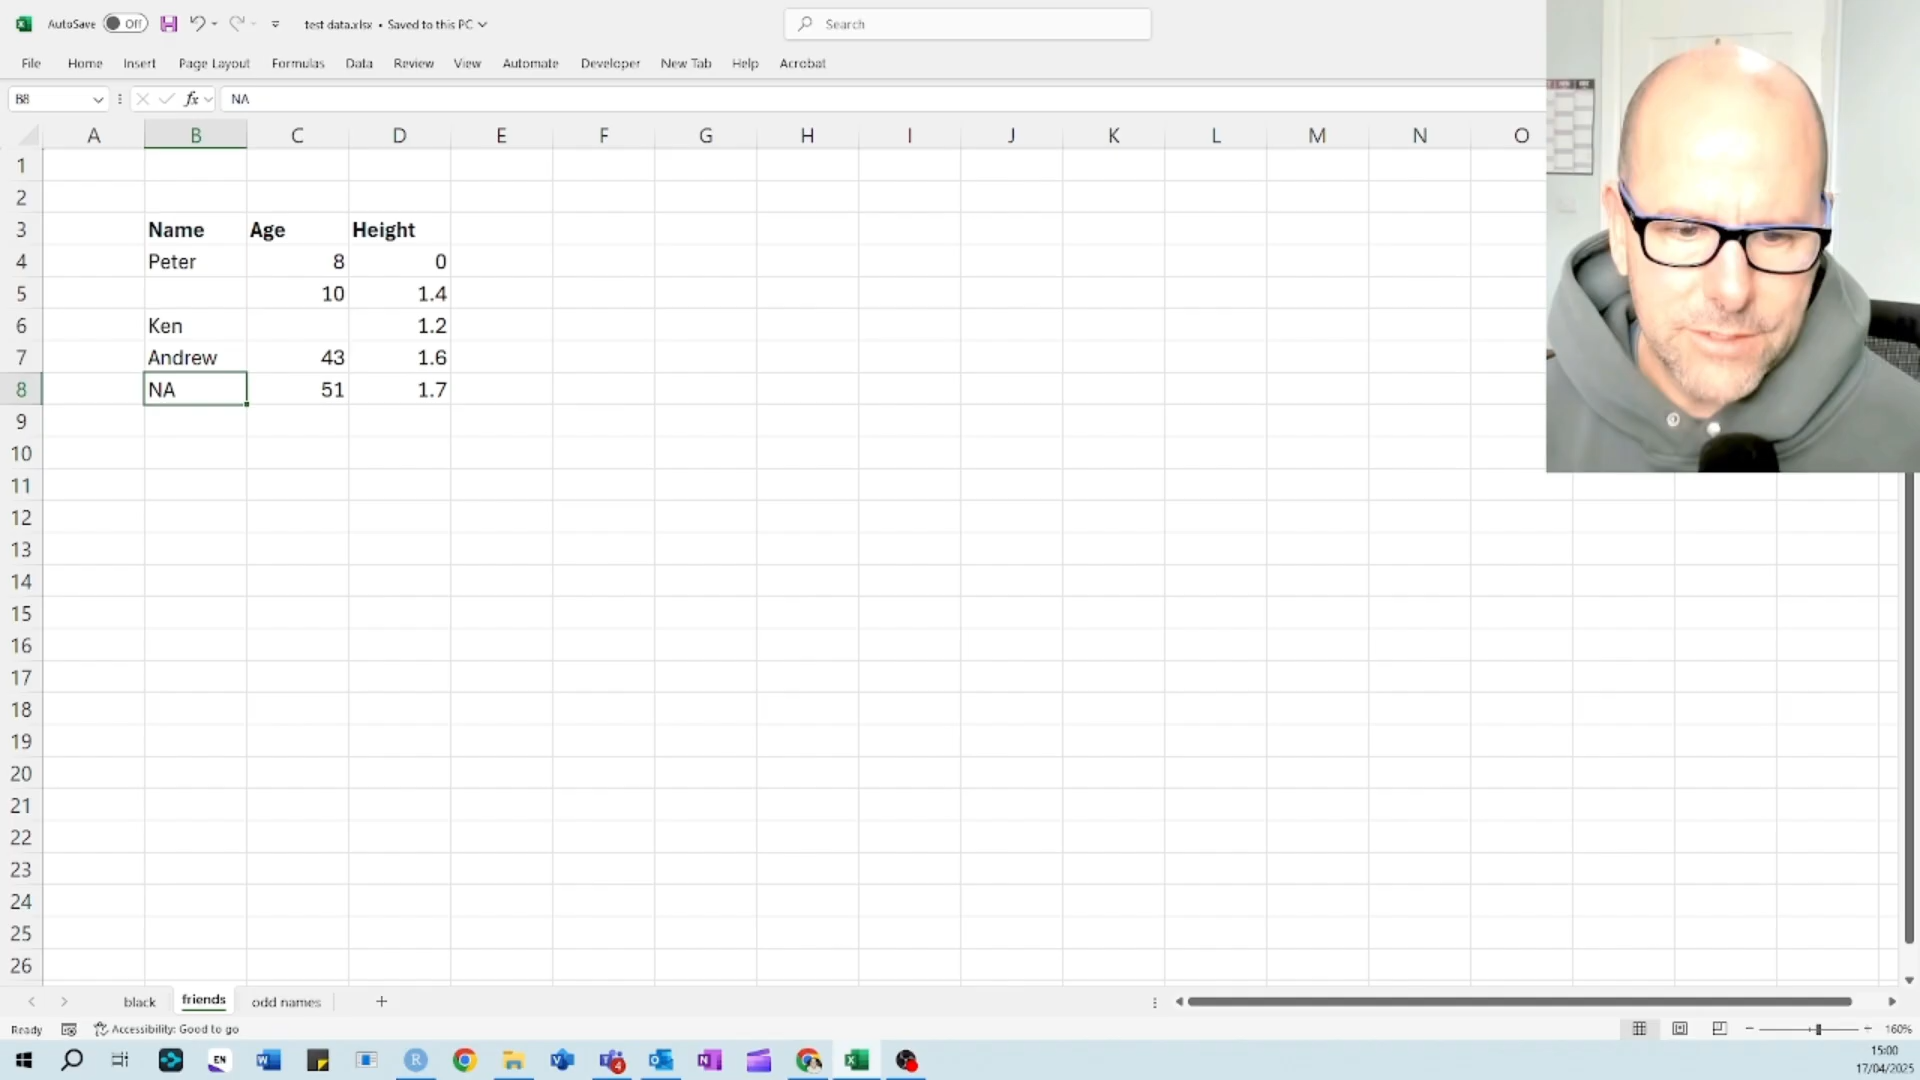 AutoSave Off test data.xlsx • Saved to this PC Search
File Home Insert Page Layout Formulas Data Review View Automate Developer New Tab Help Acrobat
B8 fx NA
A B C D E F G H I J K L M N O
1
2
3 Name Age Height
4 Peter 8 0
5 10 1.4
6 Ken 1.2
7 Andrew 43 1.6
8 NA 51 1.7
9
10
11
12
13
14
15
16
17
18
19
20
21
22
23
24
25
26
black friends odd names +
Ready Accessibility: Good to go 160%
EN W R V 4 N X 15:00
17/04/2025